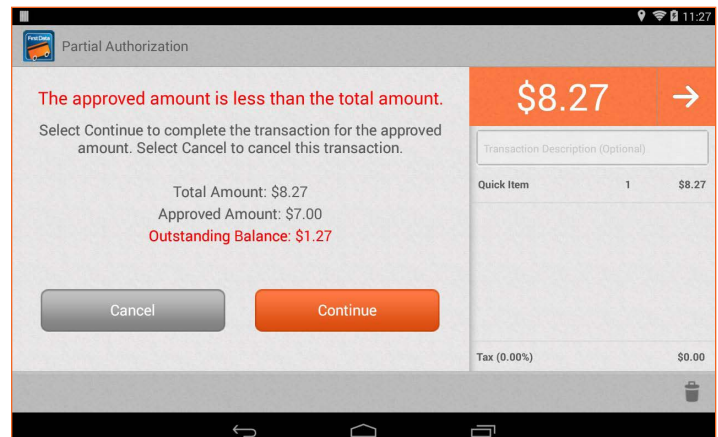 11:27
First Data
Partial Authorization
The approved amount is less than the total amount.
Select Continue to complete the transaction for the approved
amount. Select Cancel to cancel this transaction.
Total Amount: $8.27
Approved Amount: $7.00
Outstanding Balance: $1.27
Cancel
Continue
$8.27
Transaction Description (Optional)
Quick Item 1 $8.27
Tax (0.00%) $0.00